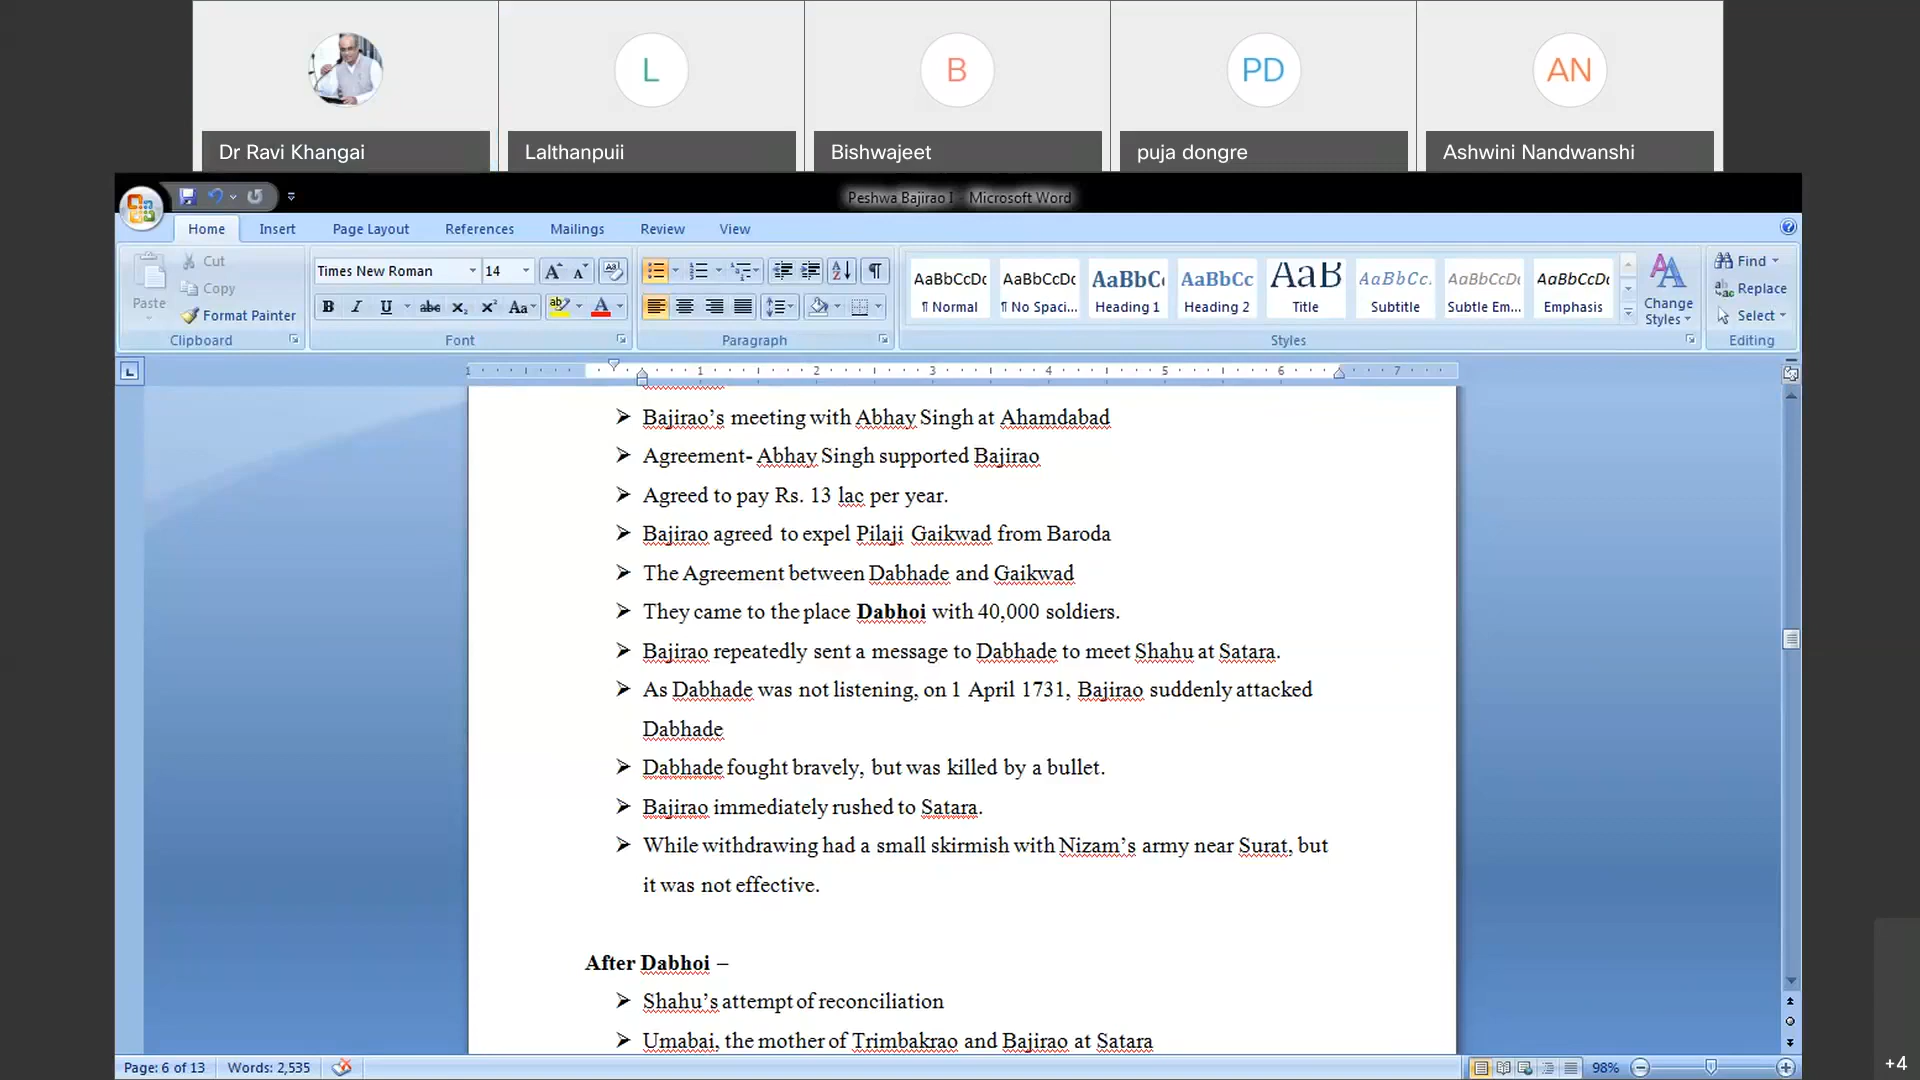 L
B
PD
AN
Dr Ravi Khangai
Lalthanpuii
Bishwajeet
puja dongre
Ashwini Nandwanshi
Peshwa Bajirao I - Microsoft Word
Home
Insert
Page Layout
References
Mailings
Review
View
Paste
Cut
Copy
Format Painter
Clipboard
Times New Roman
14
Font
Paragraph
AaBbCcDc
¶ Normal
AaBbCcDc
¶ No Spaci...
AaBbC
Heading 1
AaBbCc
Heading 2
AaB
Title
AaBbCc.
Subtitle
AaBbCcDc
Subtle Em...
AaBbCcDc
Emphasis
Change Styles
Styles
Find
Replace
Select
Editing
1 1 2 3 4 5 6 7
➤ Bajirao’s meeting with Abhay Singh at Ahamdabad
➤ Agreement- Abhay Singh supported Bajirao
➤ Agreed to pay Rs. 13 lac per year.
➤ Bajirao agreed to expel Pilaji Gaikwad from Baroda
➤ The Agreement between Dabhade and Gaikwad
➤ They came to the place Dabhoi with 40,000 soldiers.
➤ Bajirao repeatedly sent a message to Dabhade to meet Shahu at Satara.
➤ As Dabhade was not listening, on 1 April 1731, Bajirao suddenly attacked
Dabhade
➤ Dabhade fought bravely, but was killed by a bullet.
➤ Bajirao immediately rushed to Satara.
➤ While withdrawing had a small skirmish with Nizam’s army near Surat, but
it was not effective.
After Dabhoi –
➤ Shahu’s attempt of reconciliation
➤ Umabai, the mother of Trimbakrao and Bajirao at Satara
Page: 6 of 13
Words: 2,535
98%
+4